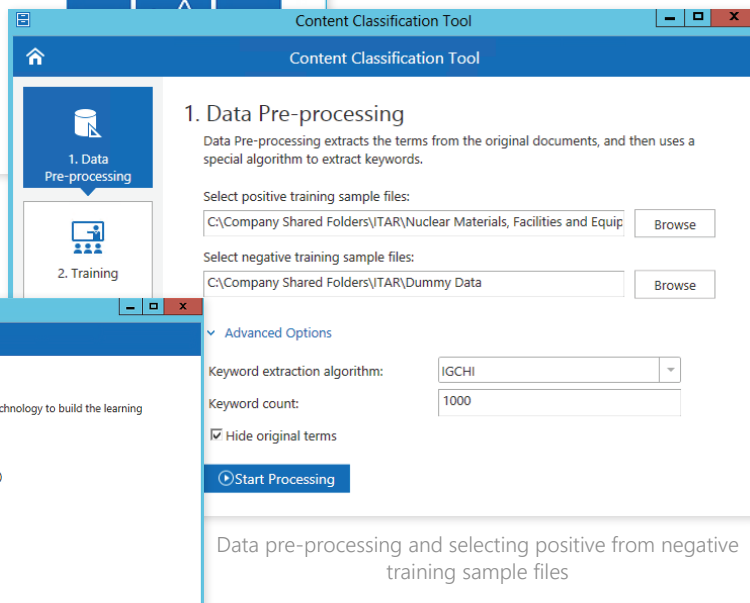 Content Classification Tool
Content Classification Tool
1. Data
Pre-processing
2. Training
1. Data Pre-processing
Data Pre-processing extracts the terms from the original documents, and then uses a
special algorithm to extract keywords.
Select positive training sample files:
C:\Company Shared Folders\ITAR\Nuclear Materials, Facilities and Equip
Browse
Select negative training sample files:
C:\Company Shared Folders\ITAR\Dummy Data
Browse
Advanced Options
Keyword extraction algorithm:
IGCHI
Keyword count:
1000
Hide original terms
Start Processing
chnology to build the learning
)
Data pre-processing and selecting positive from negative
training sample files